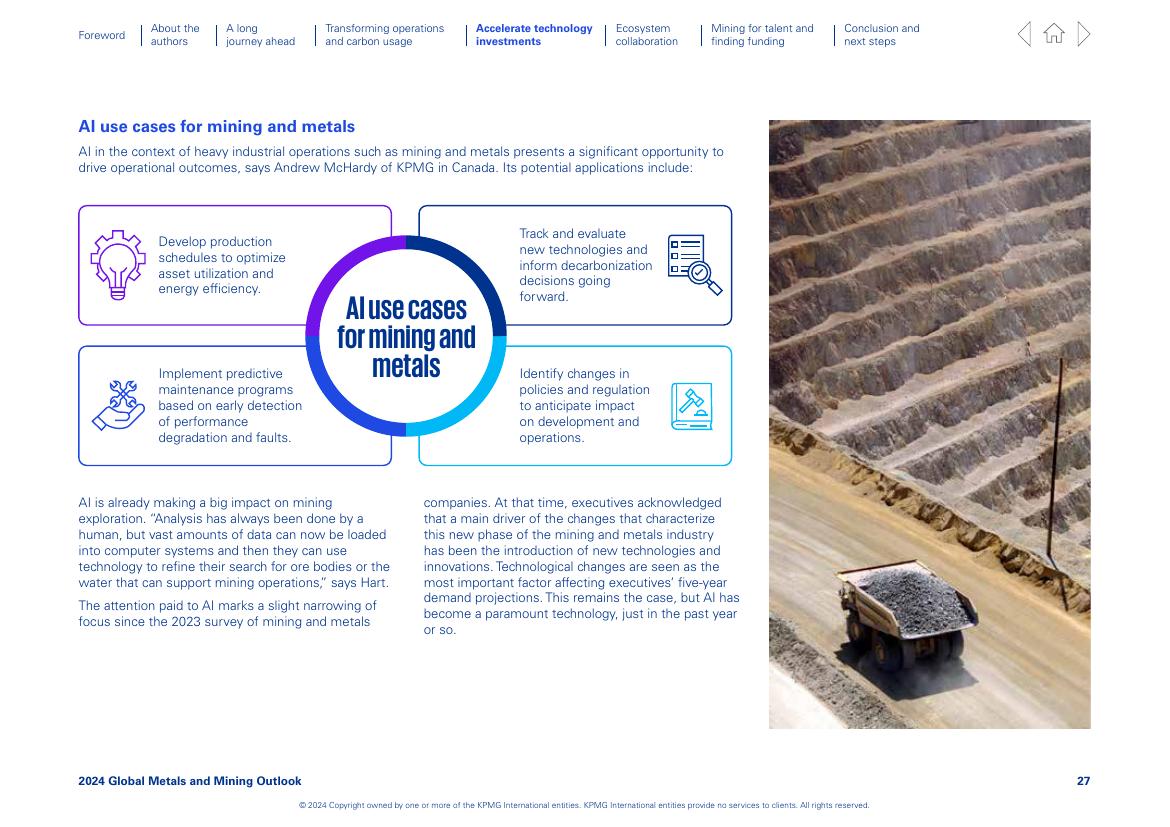 Foreword
About the
authors
A long
journey ahead
Transforming operations
and carbon usage
Accelerate technology
investments
Ecosystem
collaboration
Mining for talent and
finding funding
Conclusion and
next steps
AI use cases for mining and metals
AI in the context of heavy industrial operations such as mining and metals presents a significant opportunity to
drive operational outcomes, says Andrew McHardy of KPMG in Canada. Its potential applications include:
Develop production
schedules to optimize
asset utilization and
energy efficiency.
Track and evaluate
new technologies and
inform decarbonization
decisions going
forward.
AI use cases
for mining and
metals
Implement predictive
maintenance programs
based on early detection
of performance
degradation and faults.
Identify changes in
policies and regulation
to anticipate impact
on development and
operations.
AI is already making a big impact on mining
exploration. “Analysis has always been done by a
human, but vast amounts of data can now be loaded
into computer systems and then they can use
technology to refine their search for ore bodies or the
water that can support mining operations,” says Hart.
The attention paid to AI marks a slight narrowing of
focus since the 2023 survey of mining and metals
companies. At that time, executives acknowledged
that a main driver of the changes that characterize
this new phase of the mining and metals industry
has been the introduction of new technologies and
innovations. Technological changes are seen as the
most important factor affecting executives’ five-year
demand projections. This remains the case, but AI has
become a paramount technology, just in the past year
or so.
2024 Global Metals and Mining Outlook
27
© 2024 Copyright owned by one or more of the KPMG International entities. KPMG International entities provide no services to clients. All rights reserved.